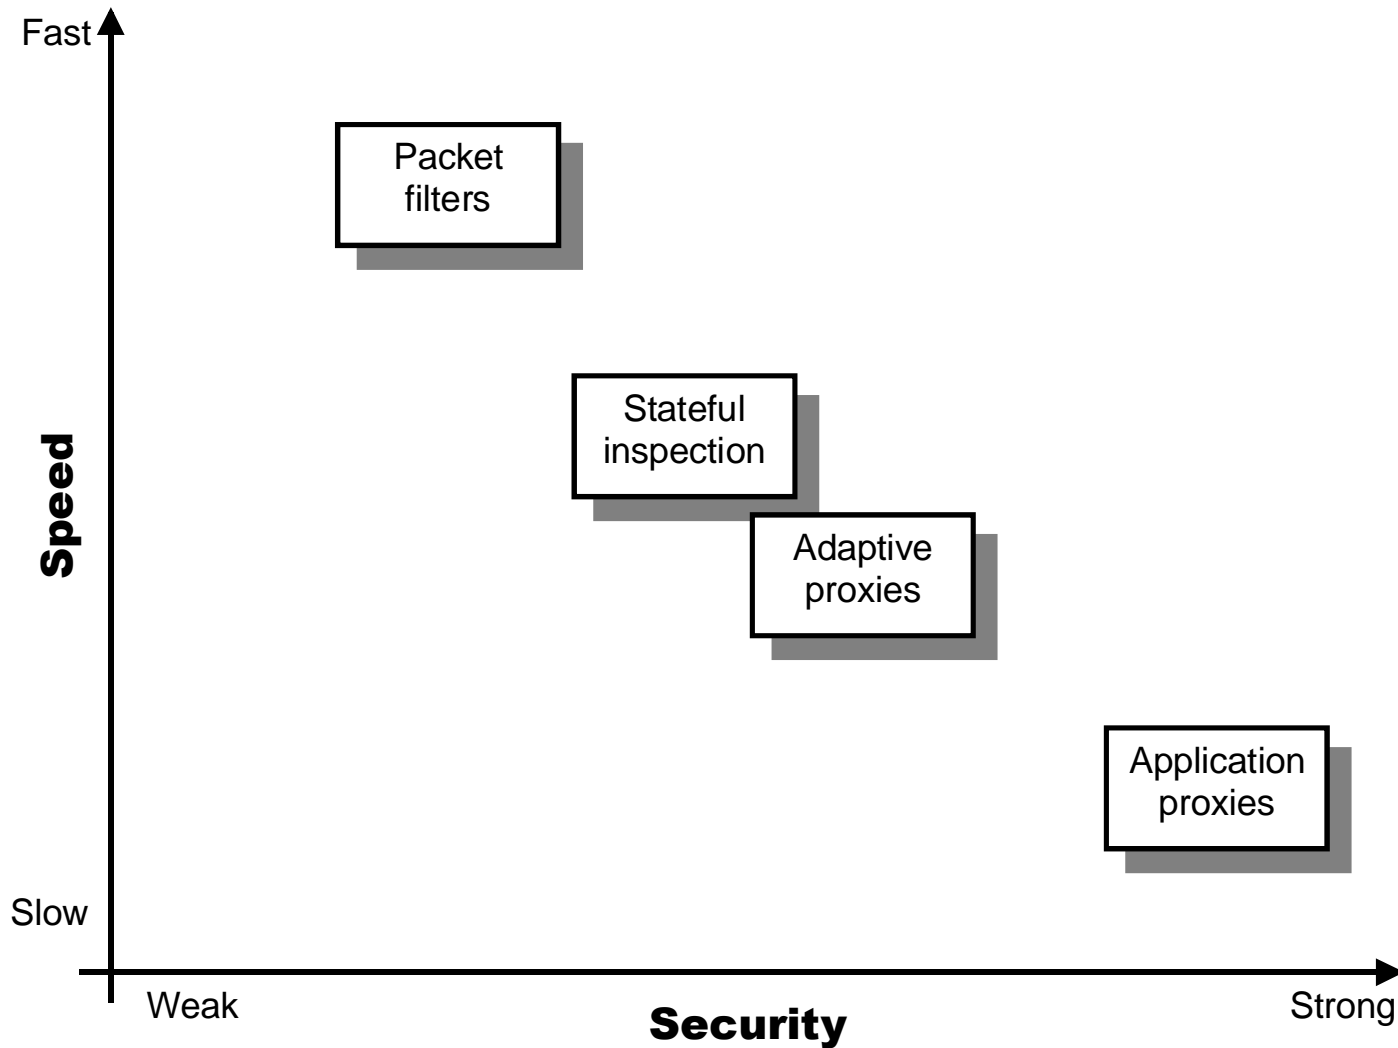 Fast
Packet
filters
Stateful
inspection
Speed
Adaptive
proxies
Application
proxies
Slow
Weak
Security
Strong